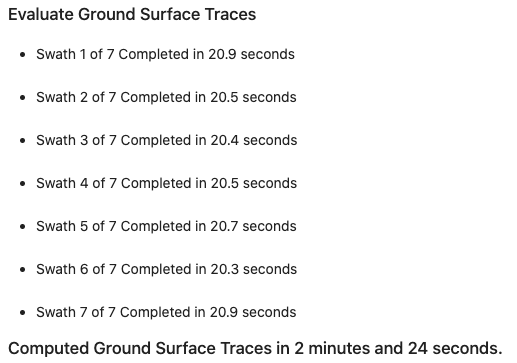 Evaluate Ground Surface Traces
• Swath 1 of 7 Completed in 20.9 seconds
• Swath 2 of 7 Completed in 20.5 seconds
• Swath 3 of 7 Completed in 20.4 seconds
• Swath 4 of 7 Completed in 20.5 seconds
• Swath 5 of 7 Completed in 20.7 seconds
• Swath 6 of 7 Completed in 20.3 seconds
• Swath 7 of 7 Completed in 20.9 seconds
Computed Ground Surface Traces in 2 minutes and 24 seconds.